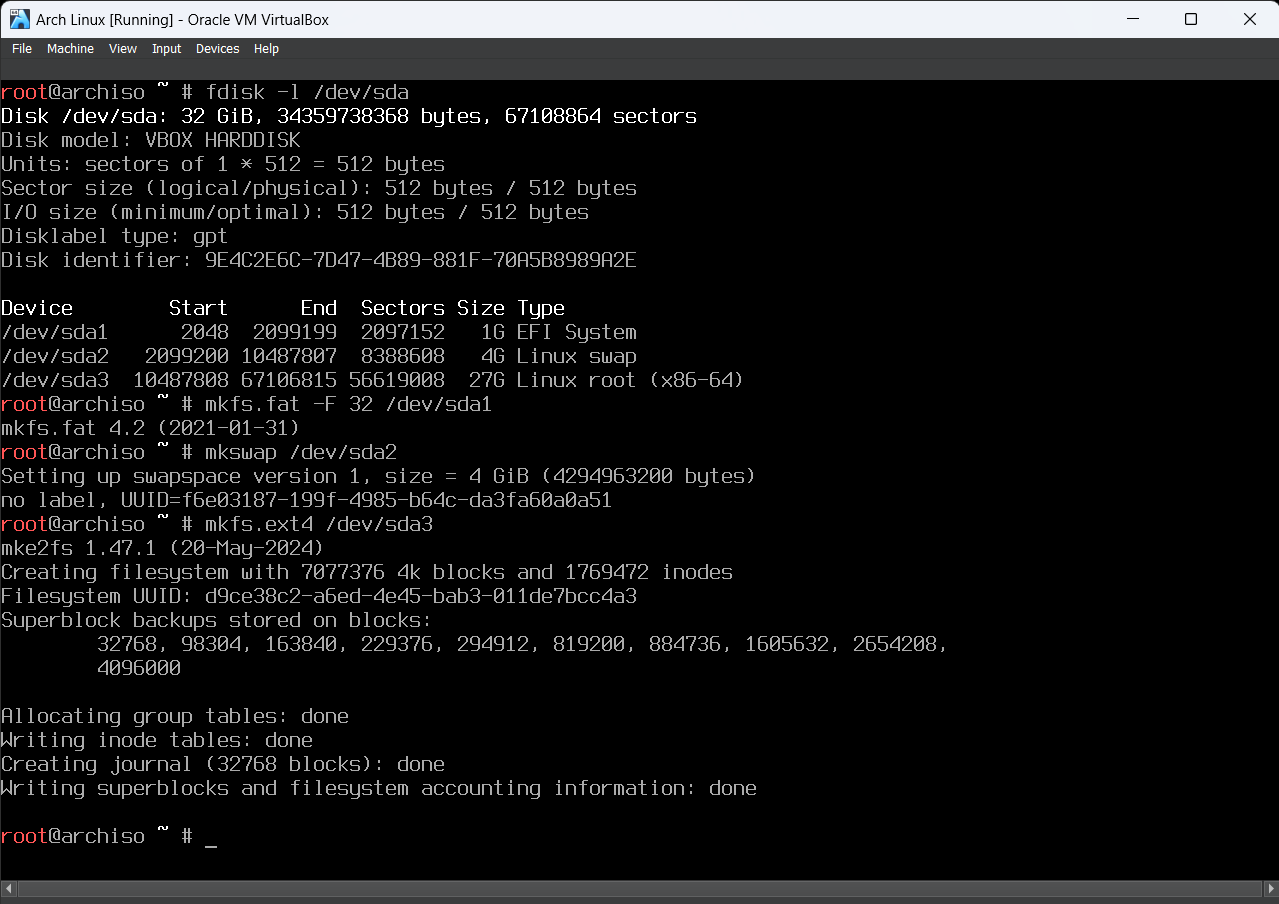 Arch Linux [Running] - Oracle VM VirtualBox
File Machine View Input Devices Help
root@archiso ~ # fdisk -l /dev/sda
Disk /dev/sda: 32 GiB, 34359738368 bytes, 67108864 sectors
Disk model: VBOX HARDDISK
Units: sectors of 1 * 512 = 512 bytes
Sector size (logical/physical): 512 bytes / 512 bytes
I/O size (minimum/optimal): 512 bytes / 512 bytes
Disklabel type: gpt
Disk identifier: 9E4C2E6C-7D47-4B89-881F-70A5B8989A2E
Device        Start      End  Sectors Size Type
/dev/sda1      2048  2099199  2097152   1G EFI System
/dev/sda2   2099200 10487807  8388608   4G Linux swap
/dev/sda3  10487808 67106815 56619008  27G Linux root (x86-64)
root@archiso ~ # mkfs.fat -F 32 /dev/sda1
mkfs.fat 4.2 (2021-01-31)
root@archiso ~ # mkswap /dev/sda2
Setting up swapspace version 1, size = 4 GiB (4294963200 bytes)
no label, UUID=f6e03187-199f-4985-b64c-da3fa60a0a51
root@archiso ~ # mkfs.ext4 /dev/sda3
mke2fs 1.47.1 (20-May-2024)
Creating filesystem with 7077376 4k blocks and 1769472 inodes
Filesystem UUID: d9ce38c2-a6ed-4e45-bab3-011de7bcc4a3
Superblock backups stored on blocks:
32768, 98304, 163840, 229376, 294912, 819200, 884736, 1605632, 2654208,
4096000
Allocating group tables: done
Writing inode tables: done
Creating journal (32768 blocks): done
Writing superblocks and filesystem accounting information: done
root@archiso ~ # _